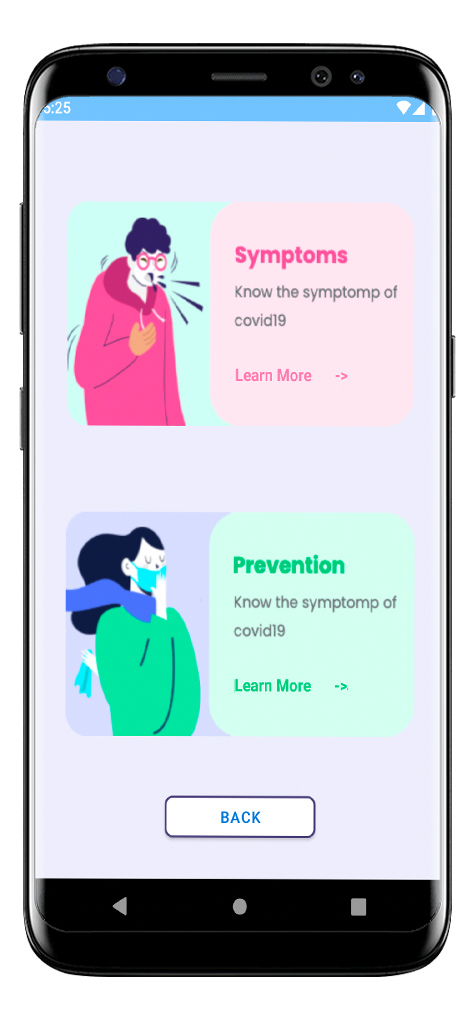 5:25
Symptoms
Know the symptomp of
covid19
Learn More ->
Prevention
Know the symptomp of
covid19
Learn More ->
BACK